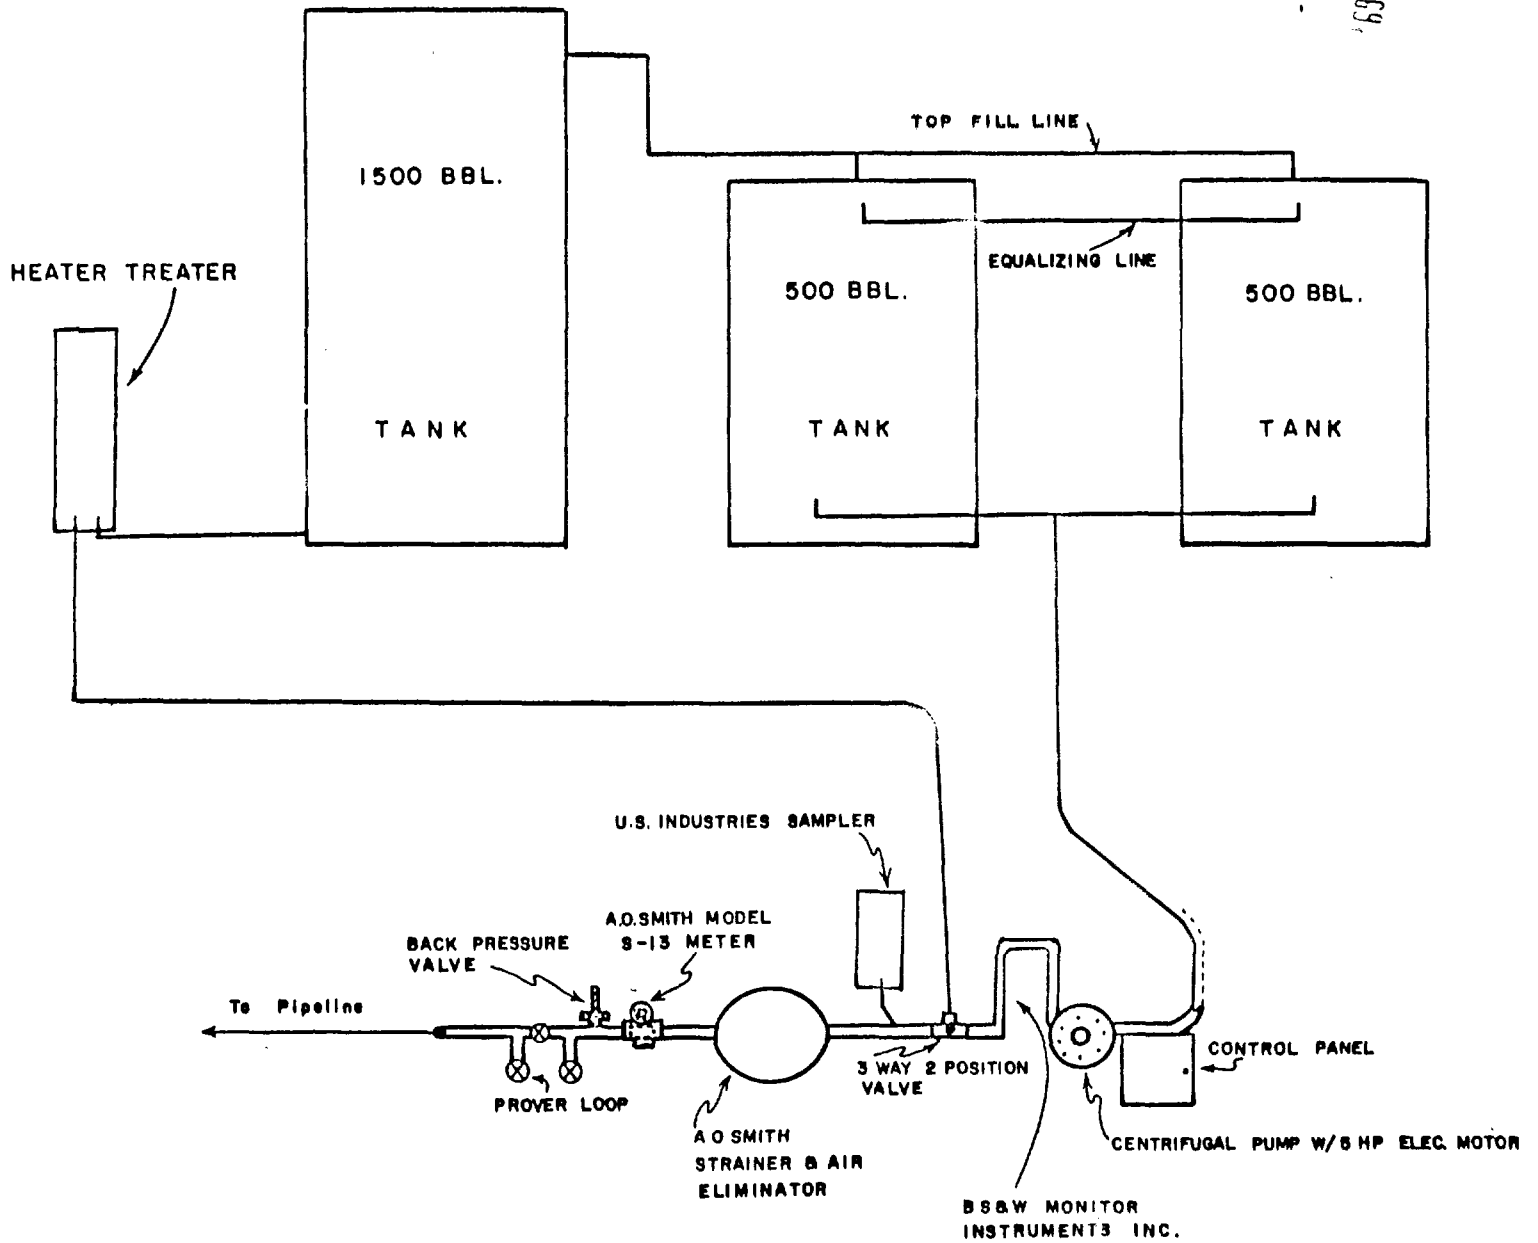 TOP FILL LINE
1500 BBL.
EQUALIZING LINE
HEATER TREATER
500 BBL.
500 BBL.
TANK
TANK
TANK
U.S. INDUSTRIES SAMPLER
A.O. SMITH MODEL
S-13 METER
BACK PRESSURE
VALVE
To Pipeline
3 WAY 2 POSITION
VALVE
CONTROL PANEL
PROVER LOOP
A O SMITH
STRAINER & AIR
ELIMINATOR
CENTRIFUGAL PUMP W/5 HP ELEC. MOTOR
BS&W MONITOR
INSTRUMENTS INC.